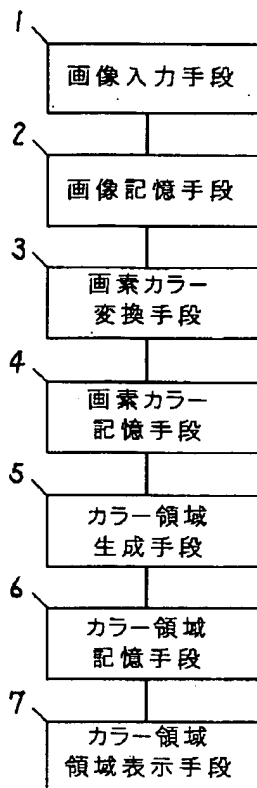 1
画像入力手段
2
画像記憶手段
3
画素カラー
変換手段
4
画素カラー
記憶手段
5
カラー領域
生成手段
6
カラー領域
記憶手段
7
カラー領域
領域表示手段